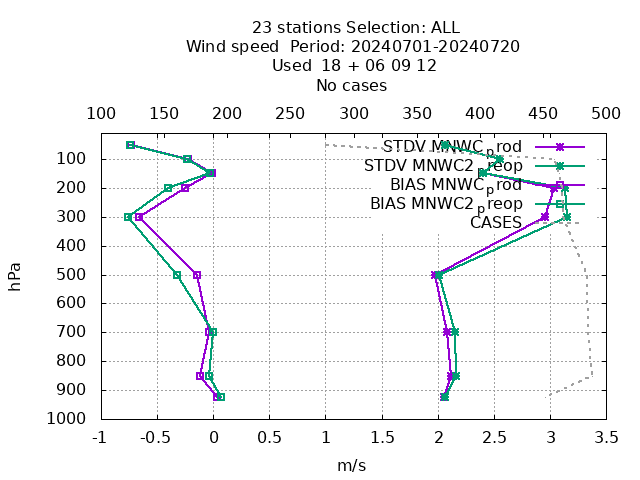 23 stations Selection: ALL
Wind speed  Period: 20240701-20240720
Used  18 + 06 09 12
No cases
100 150 200 250 300 350 400 450 500
STDV MNWC_prod
STDV MNWC2_preop
BIAS MNWC_prod
BIAS MNWC2_preop
CASES
hPa
100
200
300
400
500
600
700
800
900
1000
-1 -0.5 0 0.5 1 1.5 2 2.5 3 3.5
m/s